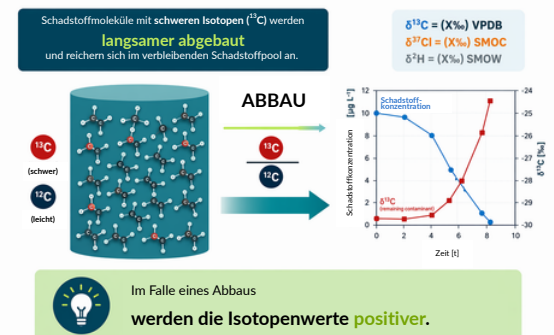 Schadstoffmoleküle mit schweren Isotopen (¹³C) werden
langsamer abgebaut
und reichern sich im verbleibenden Schadstoffpool an.
δ¹³C = (X‰) VPDB
δ³⁷Cl = (X‰) SMOC
δ²H = (X‰) SMOW
¹³C
(schwer)
¹²C
(leicht)
ABBAU
¹³C
¹²C
[µg L⁻¹]
Schadstoffkonzentration
12
10
8
6
4
2
0
Schadstoff-
konzentration
δ¹³C
(remaining contaminant)
-24
-25
-26
-27
-28
-29
-30
δ¹³C [‰]
0
2
4
6
8
10
Zeit [t]
Im Falle eines Abbaus
werden die Isotopenwerte positiver.